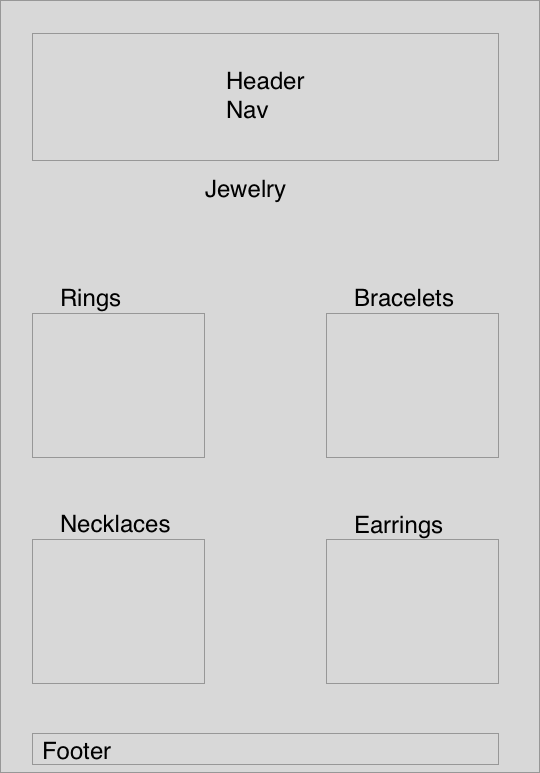 Header
Nav
Jewelry
Rings
Bracelets
Necklaces
Earrings
Footer